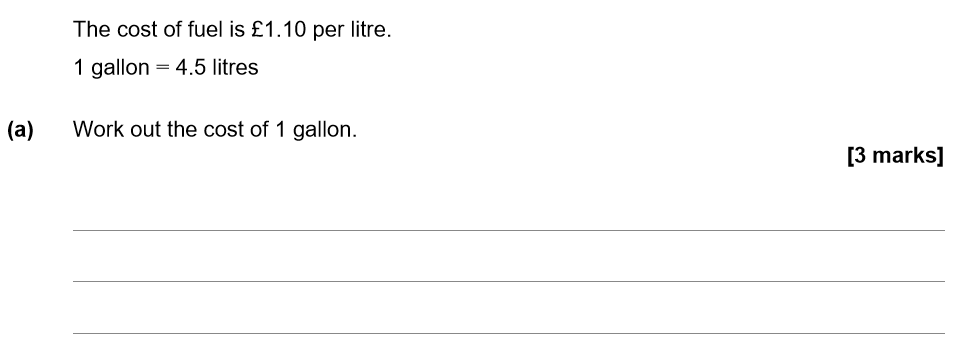 The cost of fuel is £1.10 per litre.
1 gallon = 4.5 litres
(a) Work out the cost of 1 gallon.
[3 marks]